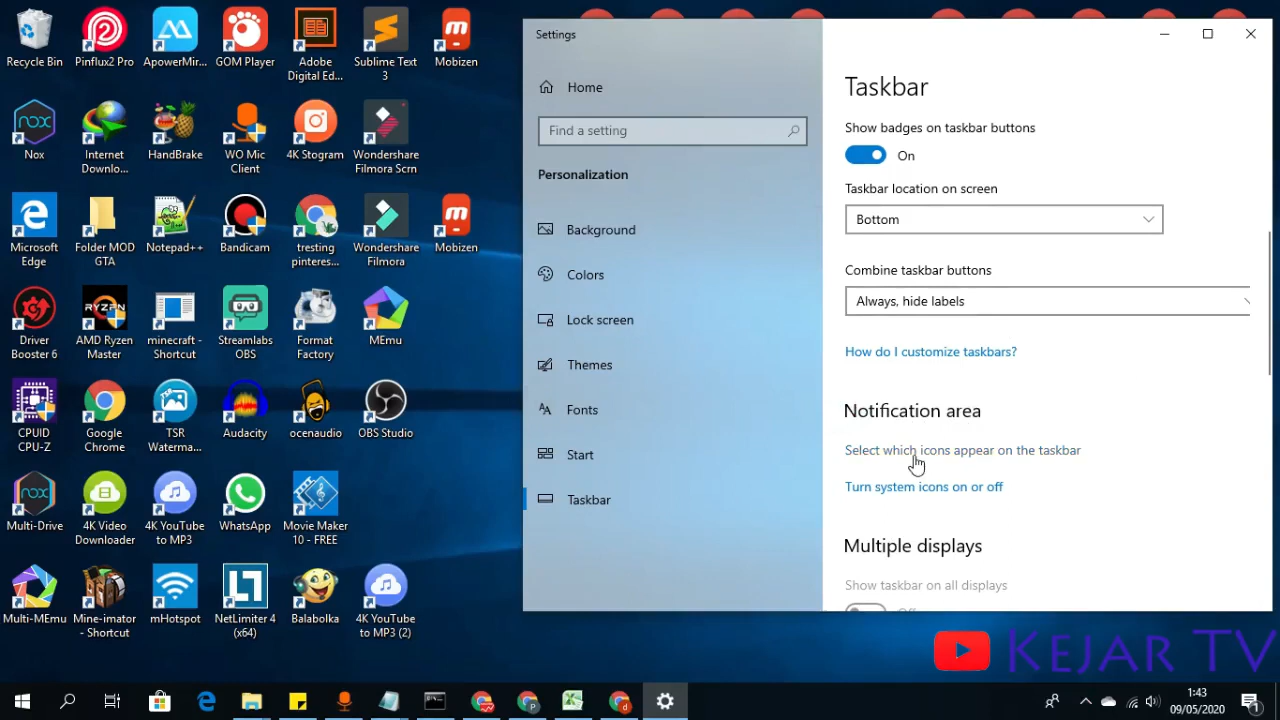 Recycle Bin
Pinflux2 Pro
ApowerMir...
GOM Player
Adobe
Digital Ed...
Sublime Text
3
Mobizen
Nox
Internet
Downlo...
HandBrake
WO Mic
Client
4K Stogram
Wondershare
Filmora Scrn
Microsoft
Edge
Folder MOD
GTA
Notepad++
Bandicam
tresting
pinteres...
Wondershare
Filmora
Mobizen
Driver
Booster 6
AMD Ryzen
Master
minecraft -
Shortcut
Streamlabs
OBS
Format
Factory
MEmu
CPUID
CPU-Z
Google
Chrome
TSR
Waterma...
Audacity
ocenaudio
OBS Studio
Multi-Drive
4K Video
Downloader
4K YouTube
to MP3
WhatsApp
Movie Maker
10 - FREE
Multi-MEmu
Mine-imator
- Shortcut
mHotspot
NetLimiter 4
(x64)
Balabolka
4K YouTube
to MP3 (2)
Settings
Home
Find a setting
Personalization
Background
Colors
Lock screen
Themes
Fonts
Start
Taskbar
Taskbar
Show badges on taskbar buttons
On
Taskbar location on screen
Bottom
Combine taskbar buttons
Always, hide labels
How do I customize taskbars?
Notification area
Select which icons appear on the taskbar
Turn system icons on or off
Multiple displays
Show taskbar on all displays
Off
KEJAR TV
1:43
09/05/2020